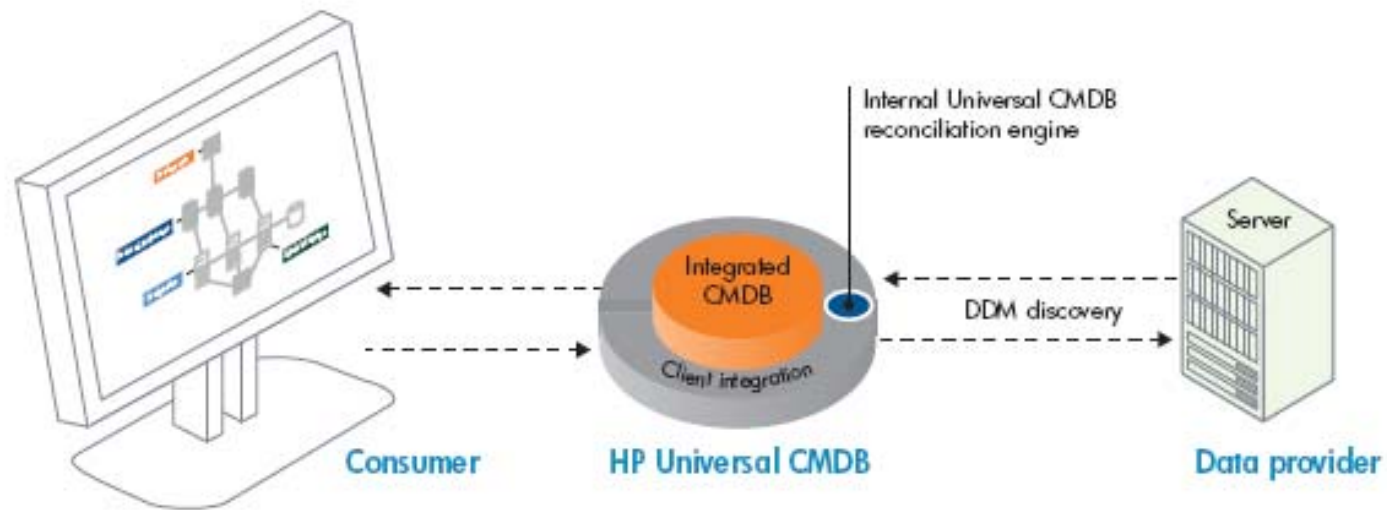 Internal Universal CMDB
reconciliation engine
Server
Integrated
CMDB
DDM discovery
Client integration
Consumer
HP Universal CMDB
Data provider